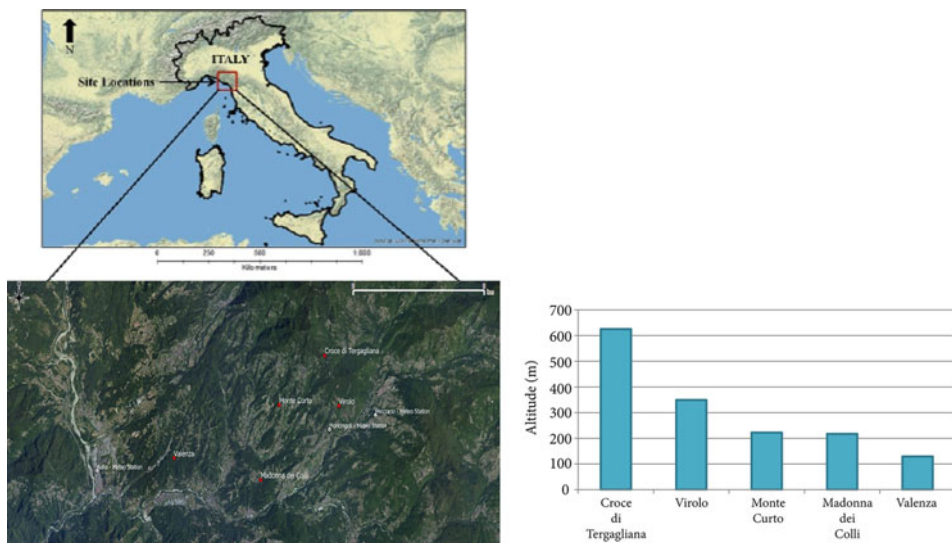 N
ITALY
Site Locations
0 250 500 1.000
Kilometers
Croce di Tergagliana
Monte Curto
Virolo
Valenza
Madonna dei Colli
700
600
500
400
300
200
100
0
Altitude (m)
Croce
di
Tergagliana
Virolo
Monte
Curto
Madonna
dei
Colli
Valenza